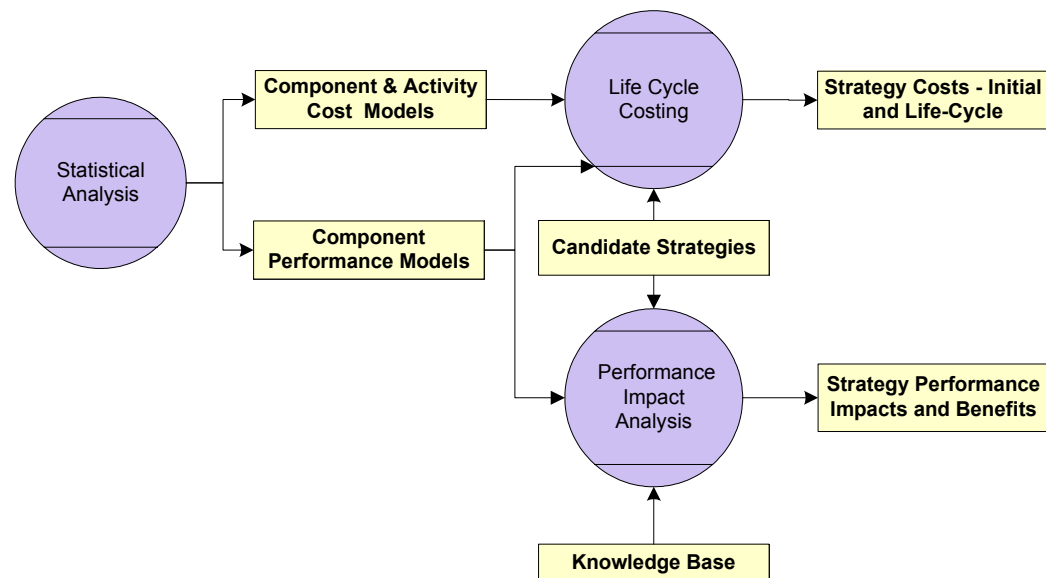 Statistical
Analysis
Component & Activity
Cost Models
Component
Performance Models
Life Cycle
Costing
Candidate Strategies
Performance
Impact
Analysis
Knowledge Base
Strategy Costs - Initial
and Life-Cycle
Strategy Performance
Impacts and Benefits